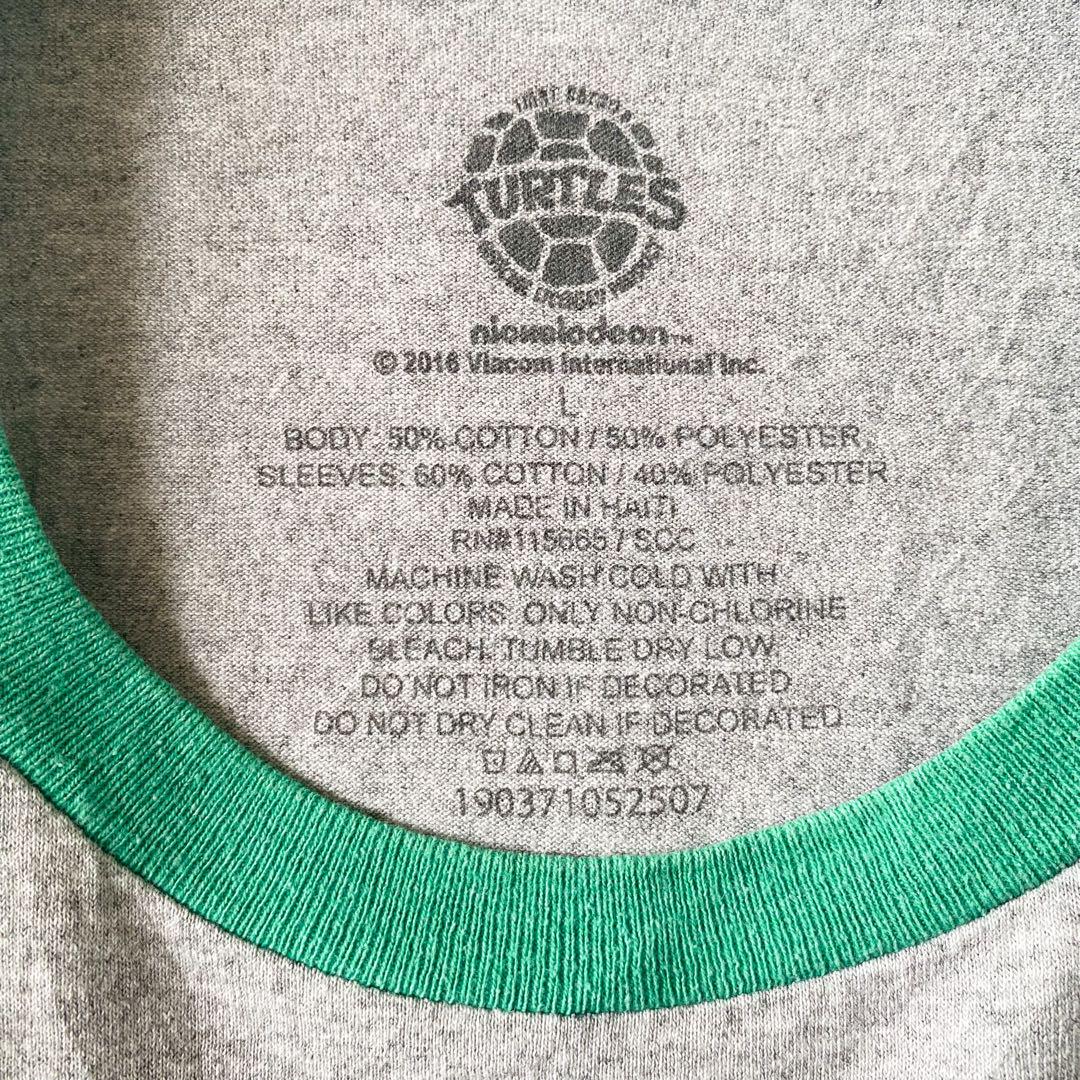 TURTLES
nickelodeon™
© 2016 Viacom International Inc.
L
BODY: 50% COTTON / 50% POLYESTER
SLEEVES: 60% COTTON / 40% POLYESTER
MADE IN HAITI
RN#115665 / SCC
MACHINE WASH COLD WITH
LIKE COLORS. ONLY NON-CHLORINE
BLEACH. TUMBLE DRY LOW.
DO NOT IRON IF DECORATED
DO NOT DRY CLEAN IF DECORATED
190371052507